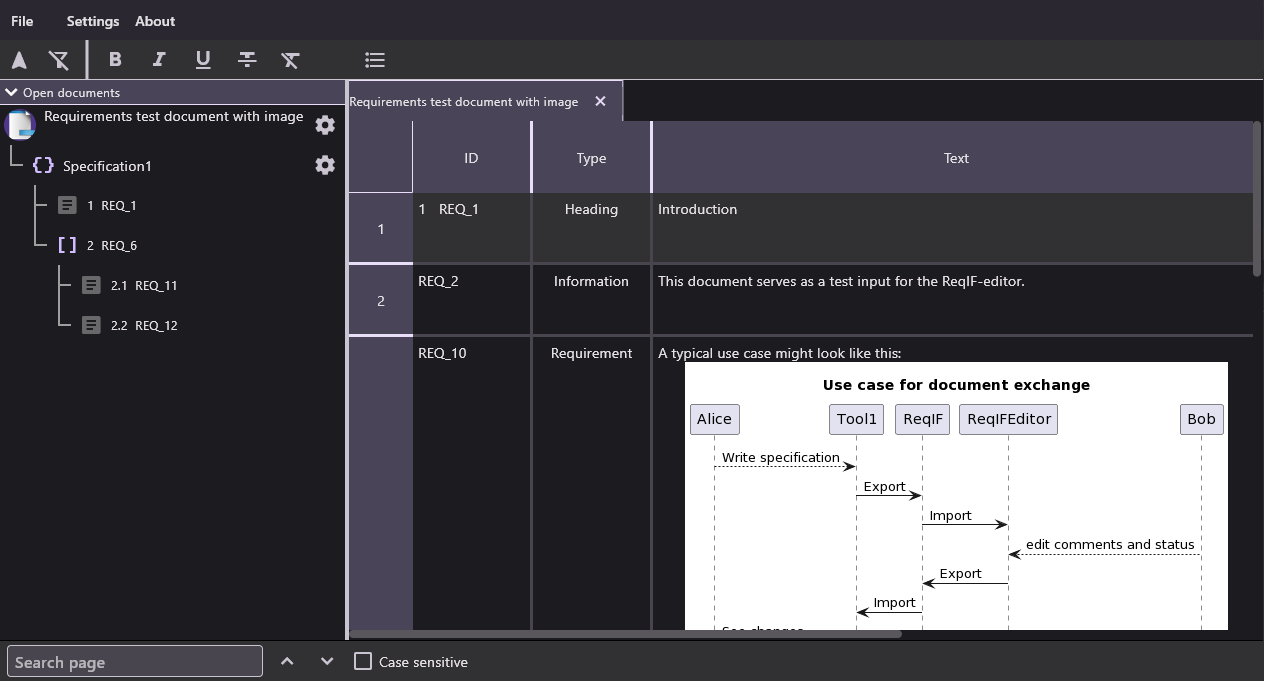 File Settings About
B I U
Open documents
Requirements test document with image
Specification1
1 REQ_1
2 REQ_6
2.1 REQ_11
2.2 REQ_12
Requirements test document with image
ID Type Text
1 1 REQ_1 Heading Introduction
2 REQ_2 Information This document serves as a test input for the ReqIF-editor.
REQ_10 Requirement A typical use case might look like this:
Use case for document exchange
Alice Tool1 ReqIF ReqIFEditor Bob
Write specification
Export
Import
edit comments and status
Export
Import
See changes
Search page Case sensitive